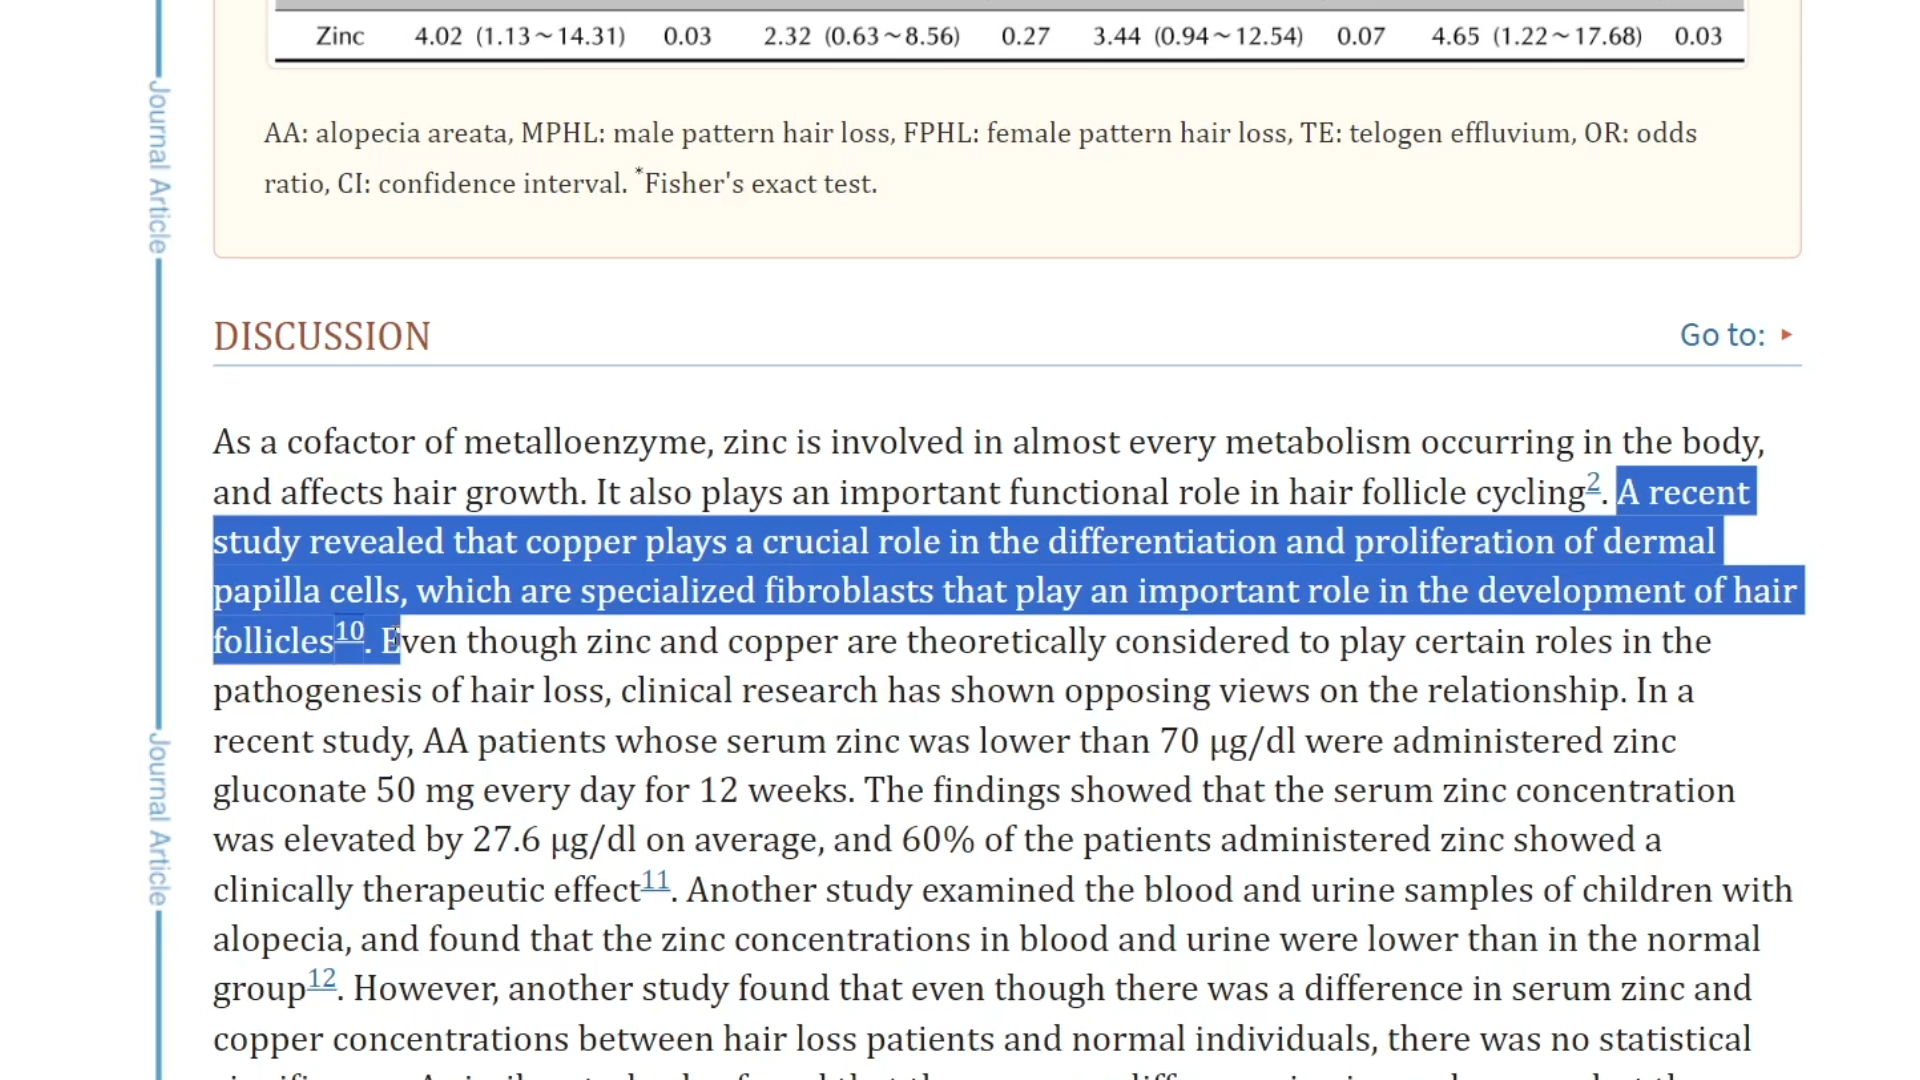 Zinc 4.02 (1.13~14.31) 0.03 2.32 (0.63~8.56) 0.27 3.44 (0.94~12.54) 0.07 4.65 (1.22~17.68) 0.03
AA: alopecia areata, MPHL: male pattern hair loss, FPHL: female pattern hair loss, TE: telogen effluvium, OR: odds
ratio, CI: confidence interval. *Fisher's exact test.
Journal Article
DISCUSSION
Go to:
As a cofactor of metalloenzyme, zinc is involved in almost every metabolism occurring in the body,
and affects hair growth. It also plays an important functional role in hair follicle cycling2. A recent
study revealed that copper plays a crucial role in the differentiation and proliferation of dermal
papilla cells, which are specialized fibroblasts that play an important role in the development of hair
follicles10. Even though zinc and copper are theoretically considered to play certain roles in the
pathogenesis of hair loss, clinical research has shown opposing views on the relationship. In a
recent study, AA patients whose serum zinc was lower than 70 µg/dl were administered zinc
gluconate 50 mg every day for 12 weeks. The findings showed that the serum zinc concentration
was elevated by 27.6 µg/dl on average, and 60% of the patients administered zinc showed a
clinically therapeutic effect11. Another study examined the blood and urine samples of children with
alopecia, and found that the zinc concentrations in blood and urine were lower than in the normal
group12. However, another study found that even though there was a difference in serum zinc and
copper concentrations between hair loss patients and normal individuals, there was no statistical
Journal Article